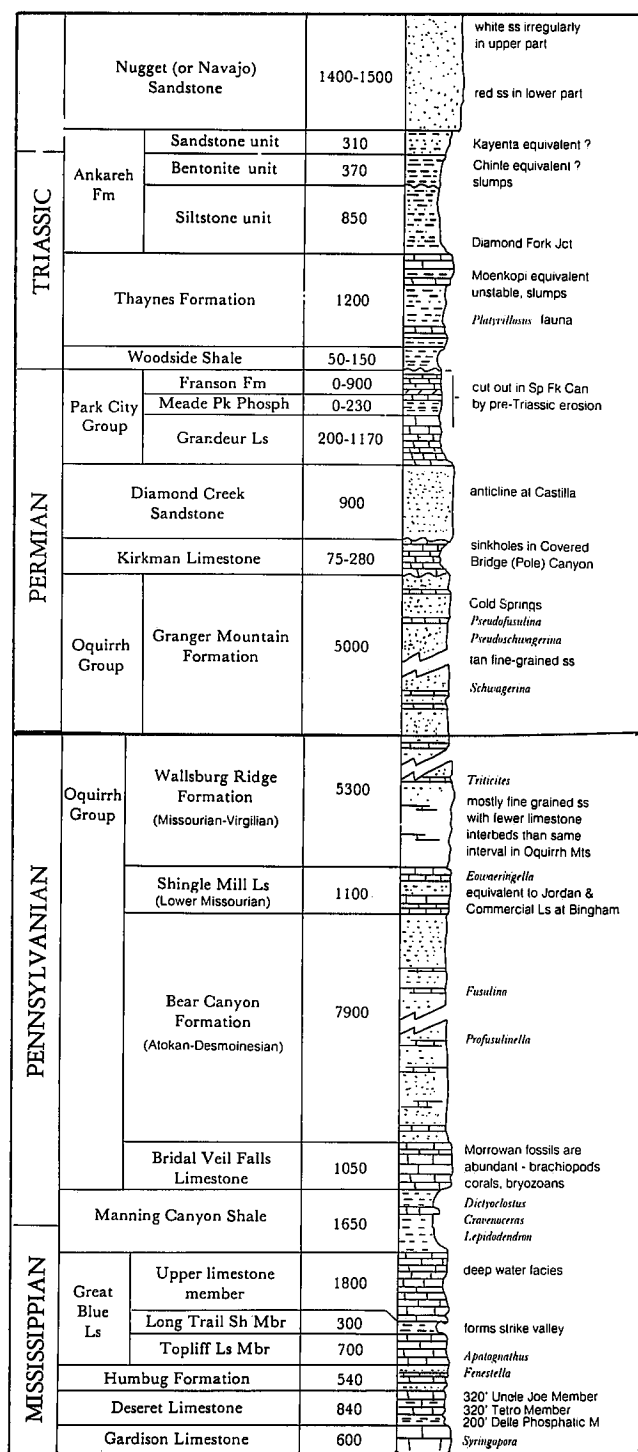 Nugget (or Navajo)
Sandstone
1400-1500
white ss irregularly
in upper part
red ss in lower part
TRIASSIC
Ankareh
Fm
Sandstone unit
310
Kayenta equivalent ?
Bentonite unit
370
Chinle equivalent ?
slumps
Siltstone unit
850
Diamond Fork Jct
Thaynes Formation
1200
Moenkopi equivalent
unstable, slumps
Platyvillosus fauna
Woodside Shale
50-150
PERMIAN
Park City
Group
Franson Fm
0-900
cut out in Sp Fk Can
by pre-Triassic erosion
Meade Pk Phosph
0-230
Grandeur Ls
200-1170
Diamond Creek
Sandstone
900
anticline at Castilla
Kirkman Limestone
75-280
sinkholes in Covered
Bridge (Pole) Canyon
Oquirrh
Group
Granger Mountain
Formation
5000
Cold Springs
Pseudofusulina
Pseudoschwagerina
tan fine-grained ss
Schwagerina
PENNSYLVANIAN
Oquirrh
Group
Wallsburg Ridge
Formation
(Missourian-Virgilian)
5300
Triticites
mostly fine grained ss
with fewer limestone
interbeds than same
interval in Oquirrh Mts
Shingle Mill Ls
(Lower Missourian)
1100
Eowaeringella
equivalent to Jordan &
Commercial Ls at Bingham
Bear Canyon
Formation
(Atokan-Desmoinesian)
7900
Fusulina
Profusulinella
Bridal Veil Falls
Limestone
1050
Morrowan fossils are
abundant - brachiopods
corals, bryozoans
Manning Canyon Shale
1650
Dictyoclostus
Cravenoceras
Lepidodendron
MISSISSIPPIAN
Great
Blue
Ls
Upper limestone
member
1800
deep water facies
Long Trail Sh Mbr
300
forms strike valley
Topliff Ls Mbr
700
Apatognathus
Humbug Formation
540
Fenestella
Deseret Limestone
840
320' Uncle Joe Member
320' Tetro Member
200' Delle Phosphatic M
Gardison Limestone
600
Syringopora